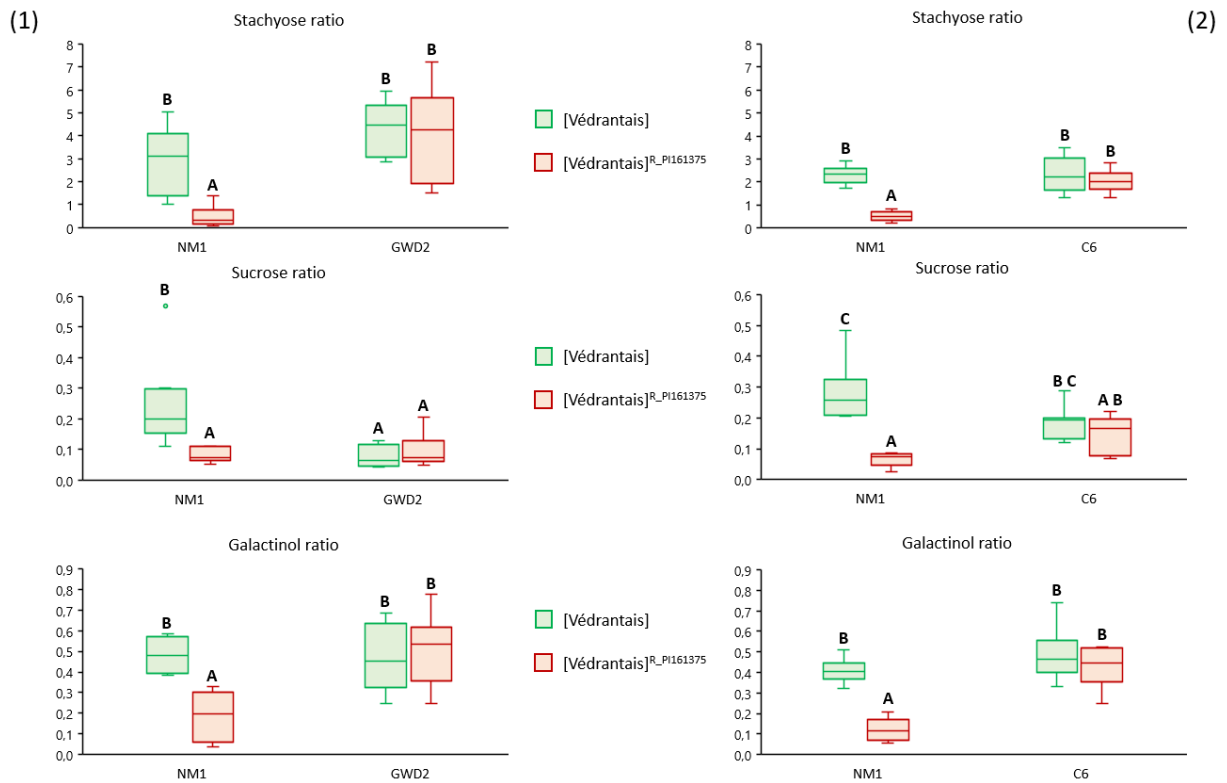 (1)
Stachyose ratio
8
7
6
5
4
3
2
1
0
B
A
B
B
NM1
GWD2
[Védrantais]
[Védrantais]R_PI161375
Sucrose ratio
0,6
0,5
0,4
0,3
0,2
0,1
0,0
B
A
A
A
NM1
GWD2
[Védrantais]
[Védrantais]R_PI161375
Galactinol ratio
0,9
0,8
0,7
0,6
0,5
0,4
0,3
0,2
0,1
0,0
B
A
B
B
NM1
GWD2
[Védrantais]
[Védrantais]R_PI161375
(2)
Stachyose ratio
8
7
6
5
4
3
2
1
0
B
A
B
B
NM1
C6
Sucrose ratio
0,6
0,5
0,4
0,3
0,2
0,1
0,0
C
A
B C
A B
NM1
C6
Galactinol ratio
0,9
0,8
0,7
0,6
0,5
0,4
0,3
0,2
0,1
0,0
B
A
B
B
NM1
C6